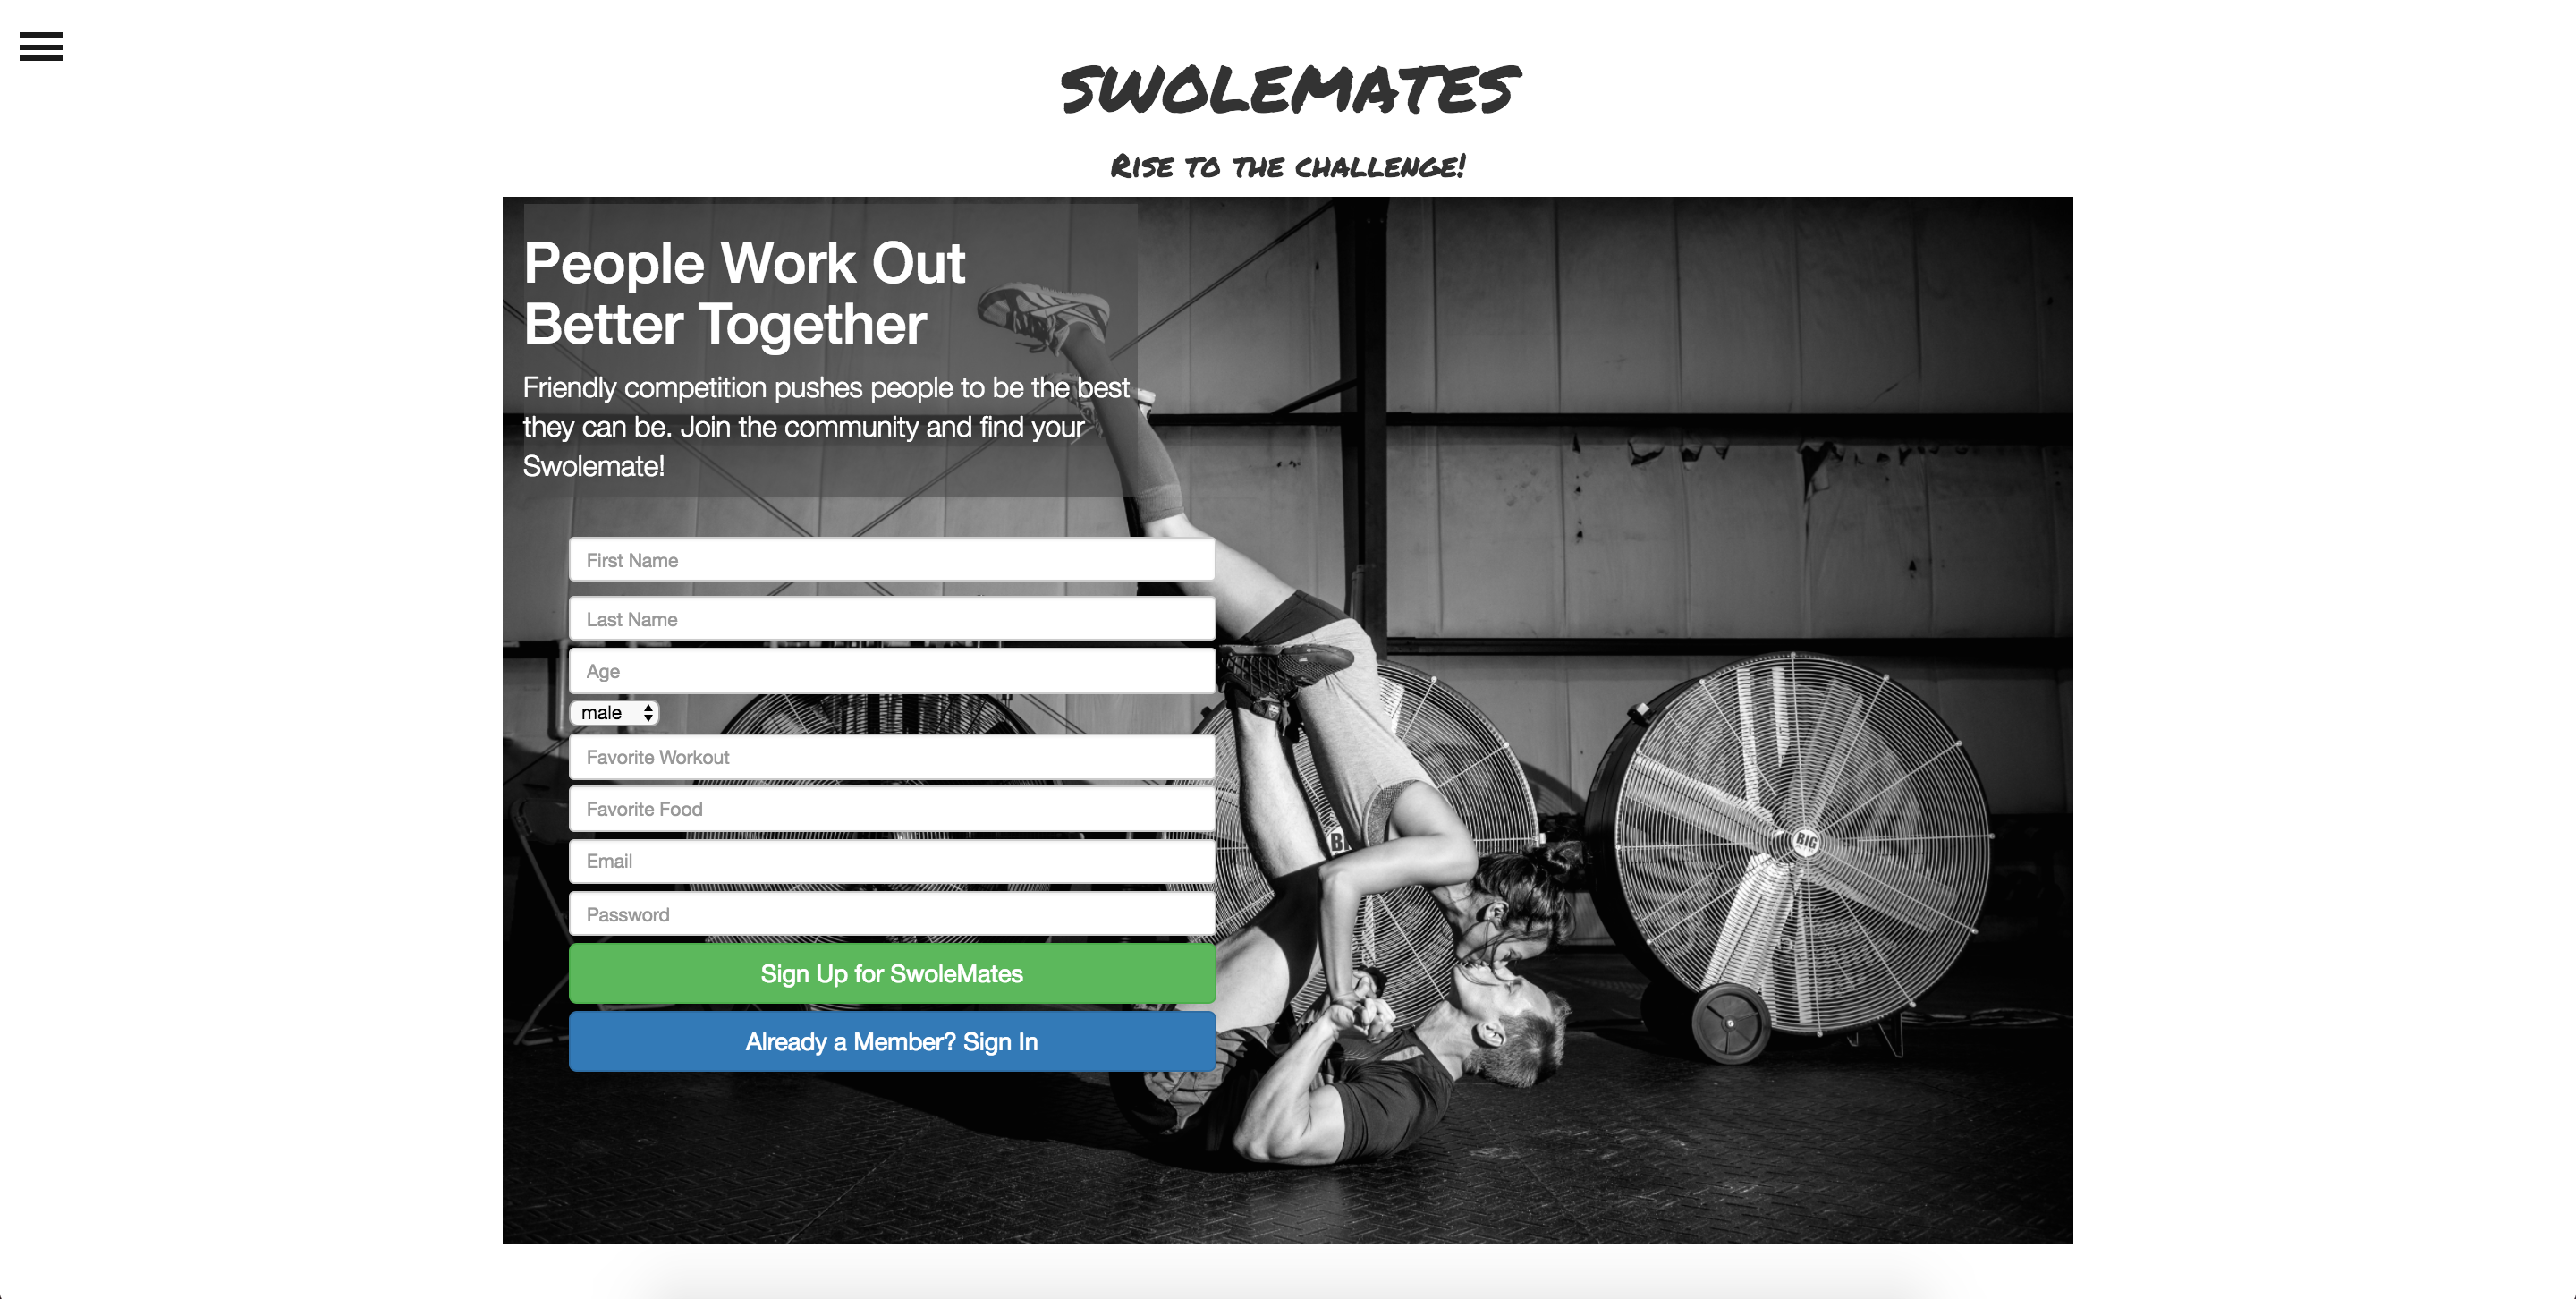 SWOLEMATES
RISE TO THE CHALLENGE!
People Work Out
Better Together
Friendly competition pushes people to be the best
they can be. Join the community and find your
Swolemate!
First Name
Last Name
Age
male
Favorite Workout
Favorite Food
Email
Password
Sign Up for SwoleMates
Already a Member? Sign In
BIG